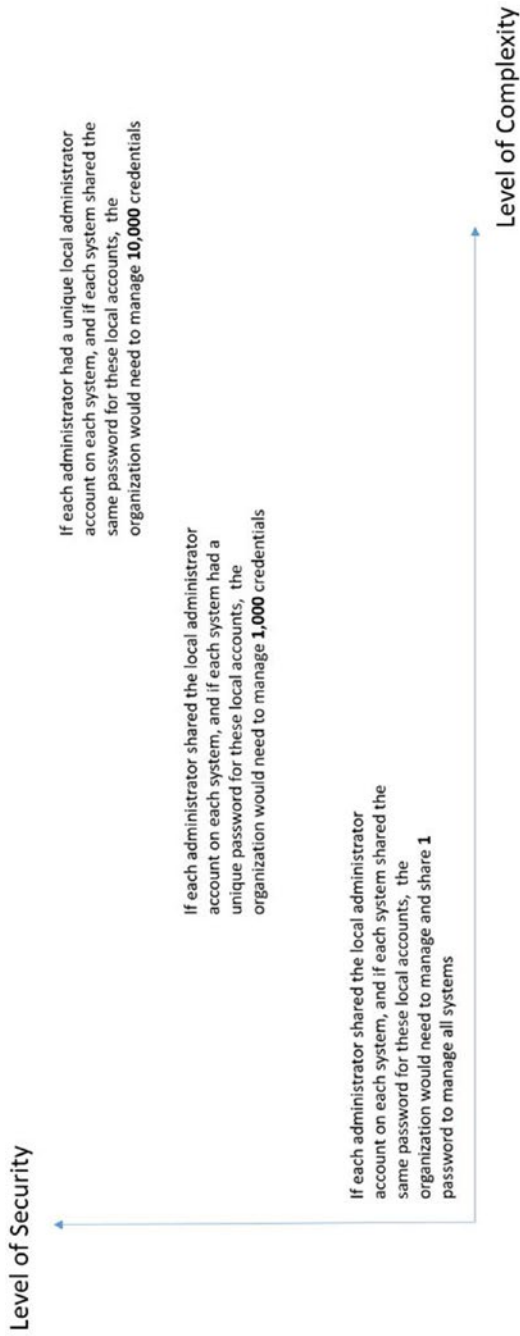 Level of Security
If each administrator had a unique local administrator
account on each system, and if each system shared the
same password for these local accounts, the
organization would need to manage 10,000 credentials
If each administrator shared the local administrator
account on each system, and if each system had a
unique password for these local accounts, the
organization would need to manage 1,000 credentials
If each administrator shared the local administrator
account on each system, and if each system shared the
same password for these local accounts, the
organization would need to manage and share 1
password to manage all systems
Level of Complexity